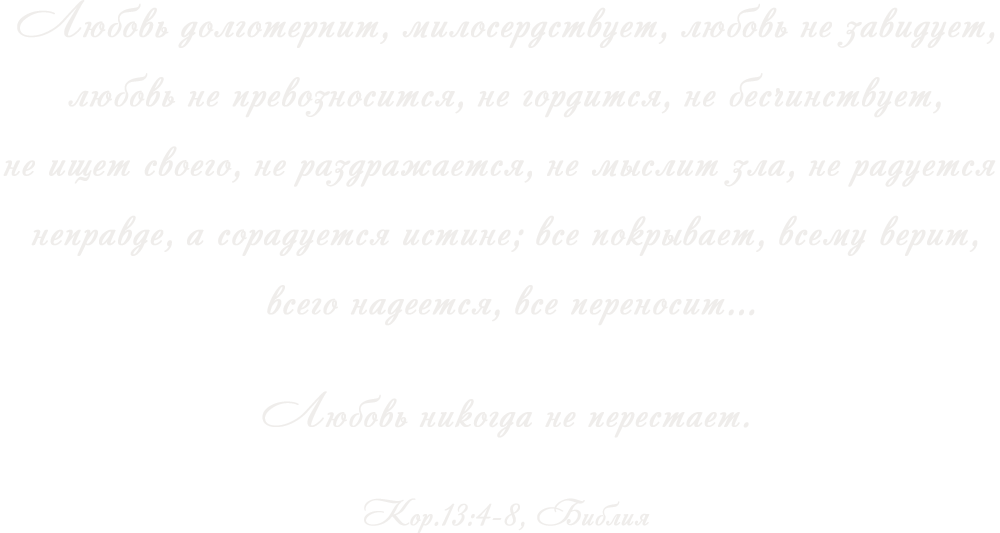 Любовь долготерпит, милосердствует, любовь не завидует,
любовь не превозносится, не гордится, не бесчинствует,
не ищет своего, не раздражается, не мыслит зла, не радуется
неправде, а сорадуется истине; все покрывает, всему верит,
всего надеется, все переносит...
Любовь никогда не перестает.
Кор.13:4-8, Библия